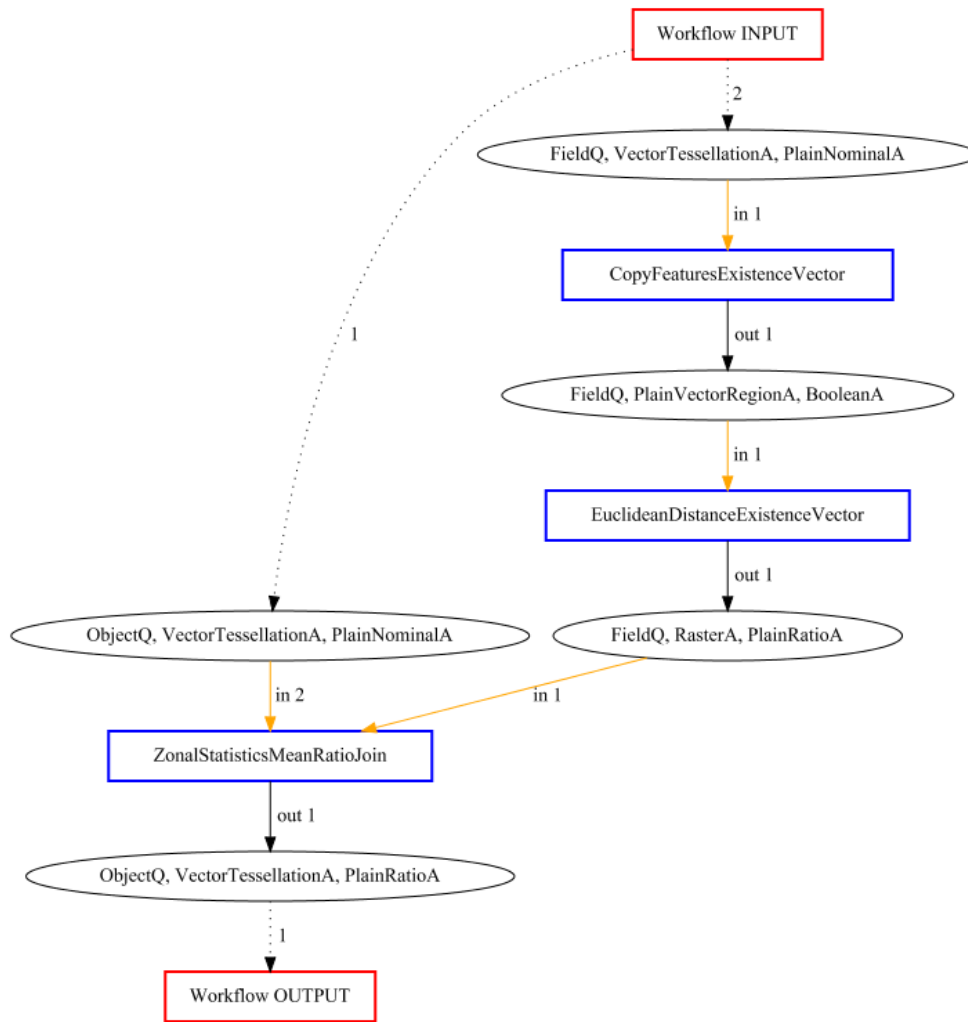 Workflow INPUT
2
FieldQ, VectorTessellationA, PlainNominalA
in 1
CopyFeaturesExistenceVector
1
out 1
FieldQ, PlainVectorRegionA, BooleanA
in 1
EuclideanDistanceExistenceVector
out 1
ObjectQ, VectorTessellationA, PlainNominalA
FieldQ, RasterA, PlainRatioA
in 2
in 1
ZonalStatisticsMeanRatioJoin
out 1
ObjectQ, VectorTessellationA, PlainRatioA
1
Workflow OUTPUT